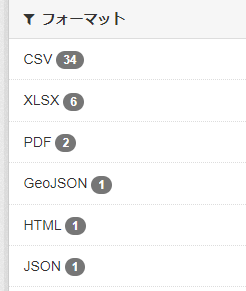 フォーマット
CSV 34
XLSX 6
PDF 2
GeoJSON 1
HTML 1
JSON 1